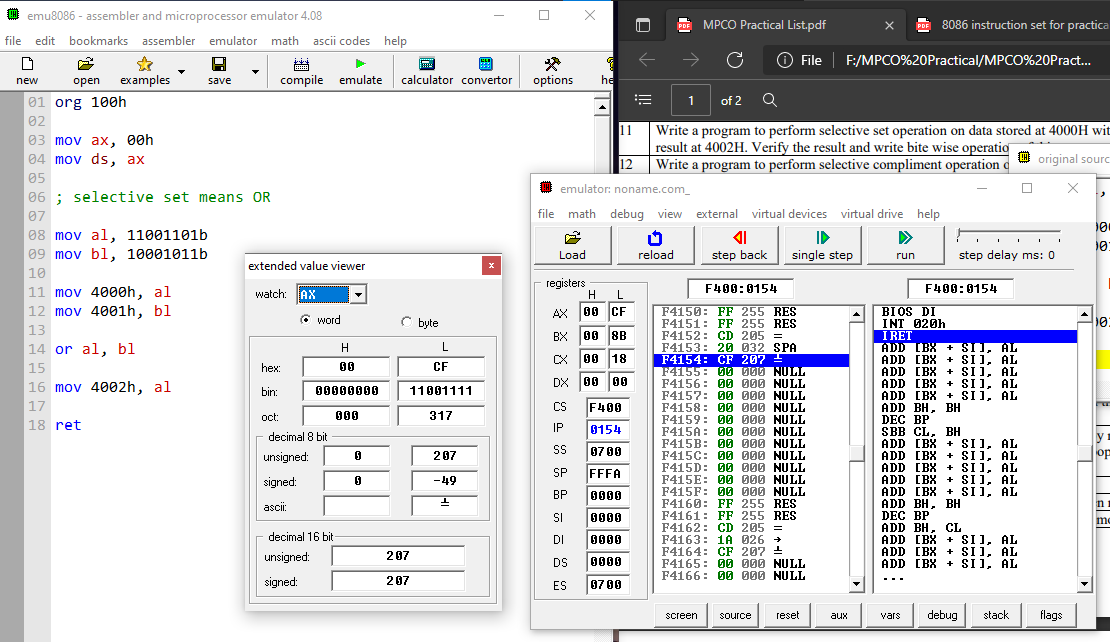 emu8086 - assembler and microprocessor emulator 4.08
file edit bookmarks assembler emulator math ascii codes help
new open examples save compile emulate calculator convertor options he
01 org 100h
02
03 mov ax, 00h
04 mov ds, ax
05
06 ; selective set means OR
07
08 mov al, 11001101b
09 mov bl, 10001011b
10
11 mov 4000h, al
12 mov 4001h, bl
13
14 or al, bl
15
16 mov 4002h, al
17
18 ret
extended value viewer
watch: AX
word byte
H L
hex: 00 CF
bin: 00000000 11001111
oct: 000 317
decimal 8 bit
unsigned: 0 207
signed: 0 -49
ascii: ╧
decimal 16 bit
unsigned: 207
signed: 207
MPCO Practical List.pdf
8086 instruction set for practica
File F:/MPCO%20Practical/MPCO%20Pract...
1 of 2
11 Write a program to perform selective set operation on data stored at 4000H wit
result at 4002H. Verify the result and write bite wise operation
12 Write a program to perform selective compliment operation o
original sourc
emulator: noname.com_
file math debug view external virtual devices virtual drive help
Load reload single step step back run step delay ms: 0
registers
H L
AX 00 CF
BX 00 8B
CX 00 18
DX 00 00
CS F400
IP 0154
SS 0700
SP FFFA
BP 0000
SI 0000
DI 0000
DS 0000
ES 0700
F400:0154
F4150: FF 255 RES
F4151: FF 255 RES
F4152: CD 205 =
F4153: 20 032 SPA
F4154: CF 207 ╧
F4155: 00 000 NULL
F4156: 00 000 NULL
F4157: 00 000 NULL
F4158: 00 000 NULL
F4159: 00 000 NULL
F415A: 00 000 NULL
F415B: 00 000 NULL
F415C: 00 000 NULL
F415D: 00 000 NULL
F415E: 00 000 NULL
F415F: 00 000 NULL
F4160: FF 255 RES
F4161: FF 255 RES
F4162: CD 205 =
F4163: 1A 026 →
F4164: CF 207 ╧
F4165: 00 000 NULL
F4166: 00 000 NULL
F400:0154
BIOS DI
INT 020h
IRET
ADD [BX + SI], AL
ADD [BX + SI], AL
ADD [BX + SI], AL
ADD [BX + SI], AL
ADD [BX + SI], AL
ADD BH, BH
DEC BP
SBB CL, BH
ADD [BX + SI], AL
ADD [BX + SI], AL
ADD [BX + SI], AL
ADD [BX + SI], AL
ADD [BX + SI], AL
ADD BH, BH
DEC BP
ADD BH, CL
ADD [BX + SI], AL
ADD [BX + SI], AL
ADD [BX + SI], AL
...
screen source reset aux vars debug stack flags